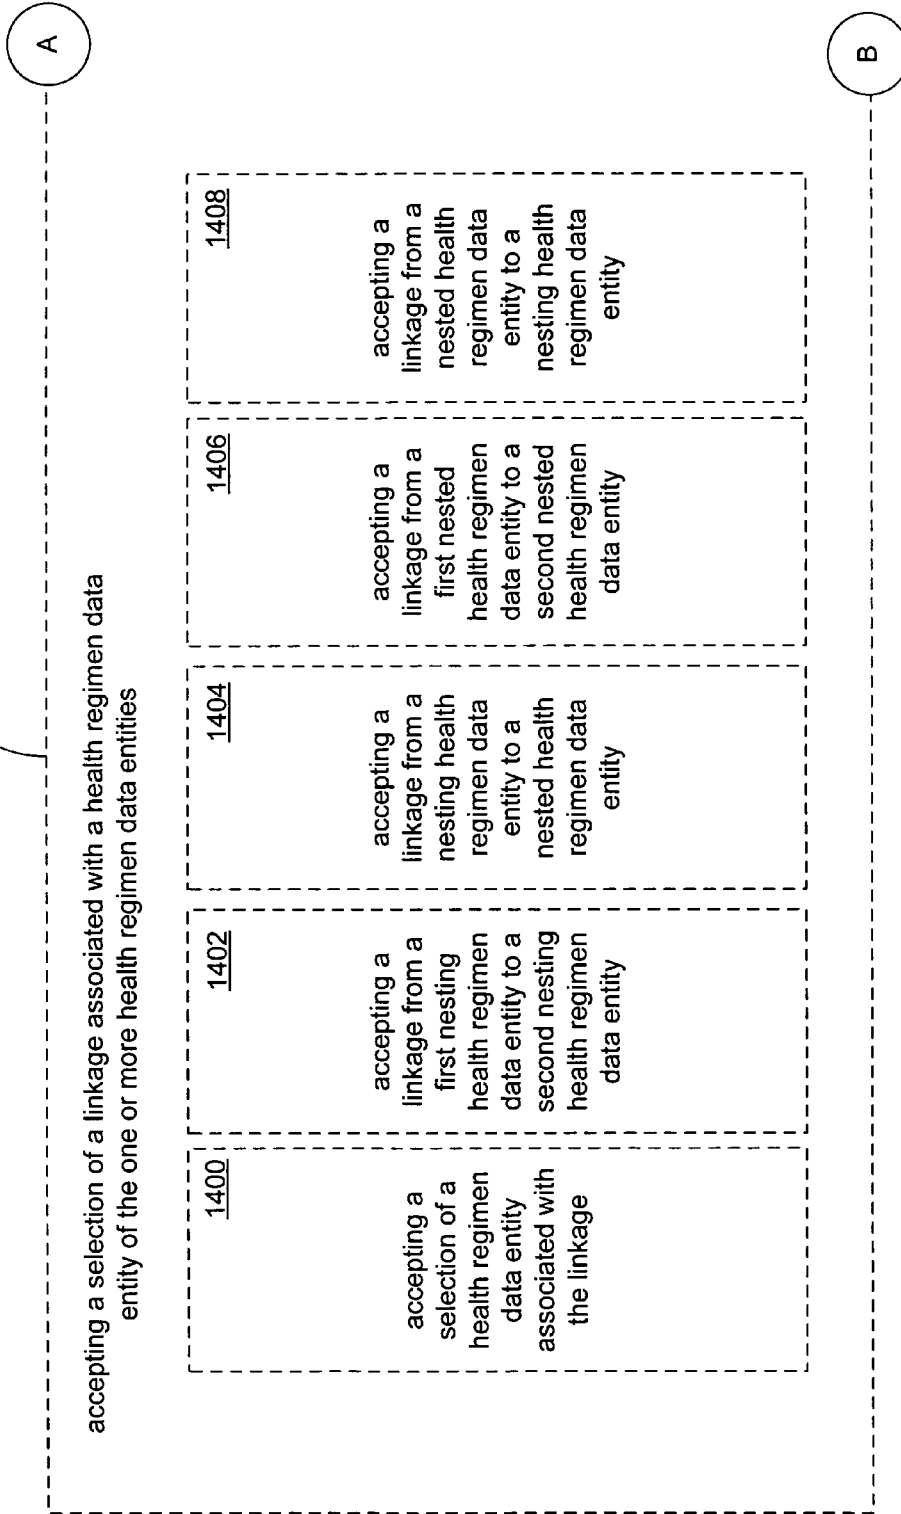 A
accepting a selection of a linkage associated with a health regimen data
entity of the one or more health regimen data entities
1400
accepting a
selection of a
health regimen
data entity
associated with
the linkage
1402
accepting a
linkage from a
first nesting
health regimen
data entity to a
second nesting
health regimen
data entity
1404
accepting a
linkage from a
nesting health
regimen data
entity to a
nested health
regimen data
entity
1406
accepting a
linkage from a
first nested
health regimen
data entity to a
second nested
health regimen
data entity
1408
accepting a
linkage from a
nested health
regimen data
entity to a
nesting health
regimen data
entity
B